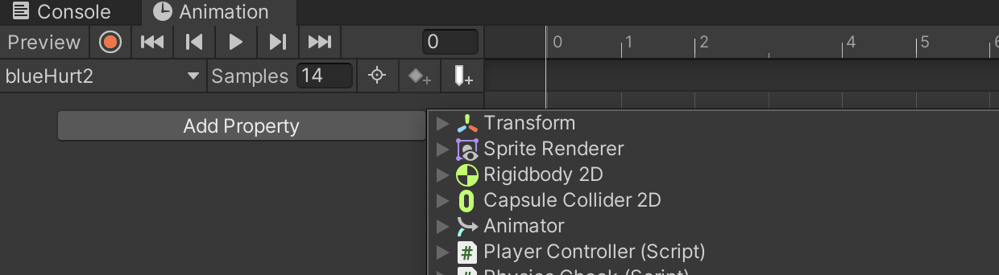 Console
Animation
Preview
0
0
1
2
4
5
6
blueHurt2
Samples
14
Add Property
Transform
Sprite Renderer
Rigidbody 2D
Capsule Collider 2D
Animator
Player Controller (Script)
Physics Check (Script)